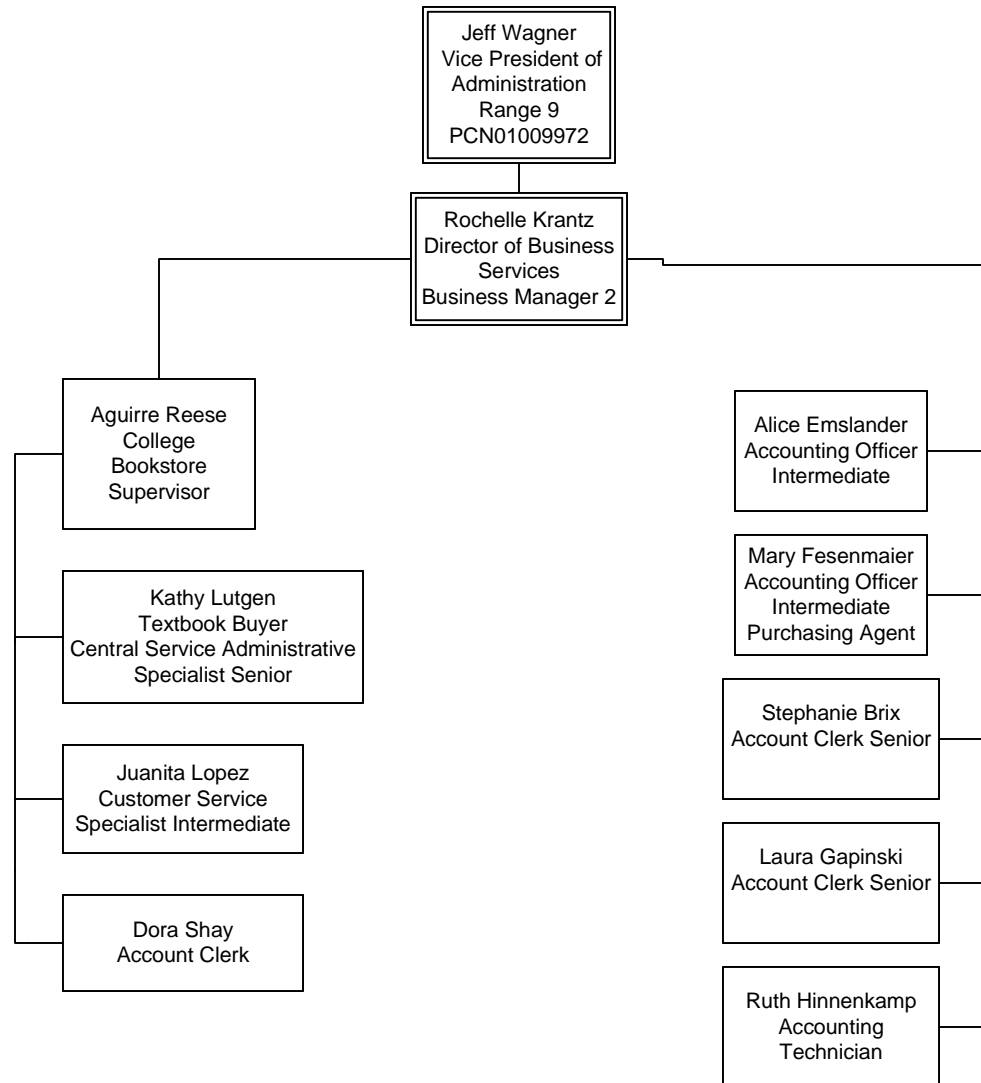 Jeff Wagner
Vice President of
Administration
Range 9
PCN01009972
Rochelle Krantz
Director of Business
Services
Business Manager 2
Aguirre Reese
College
Bookstore
Supervisor
Kathy Lutgen
Textbook Buyer
Central Service Administrative
Specialist Senior
Juanita Lopez
Customer Service
Specialist Intermediate
Dora Shay
Account Clerk
Alice Emslander
Accounting Officer
Intermediate
Mary Fesenmaier
Accounting Officer
Intermediate
Purchasing Agent
Stephanie Brix
Account Clerk Senior
Laura Gapinski
Account Clerk Senior
Ruth Hinnenkamp
Accounting
Technician